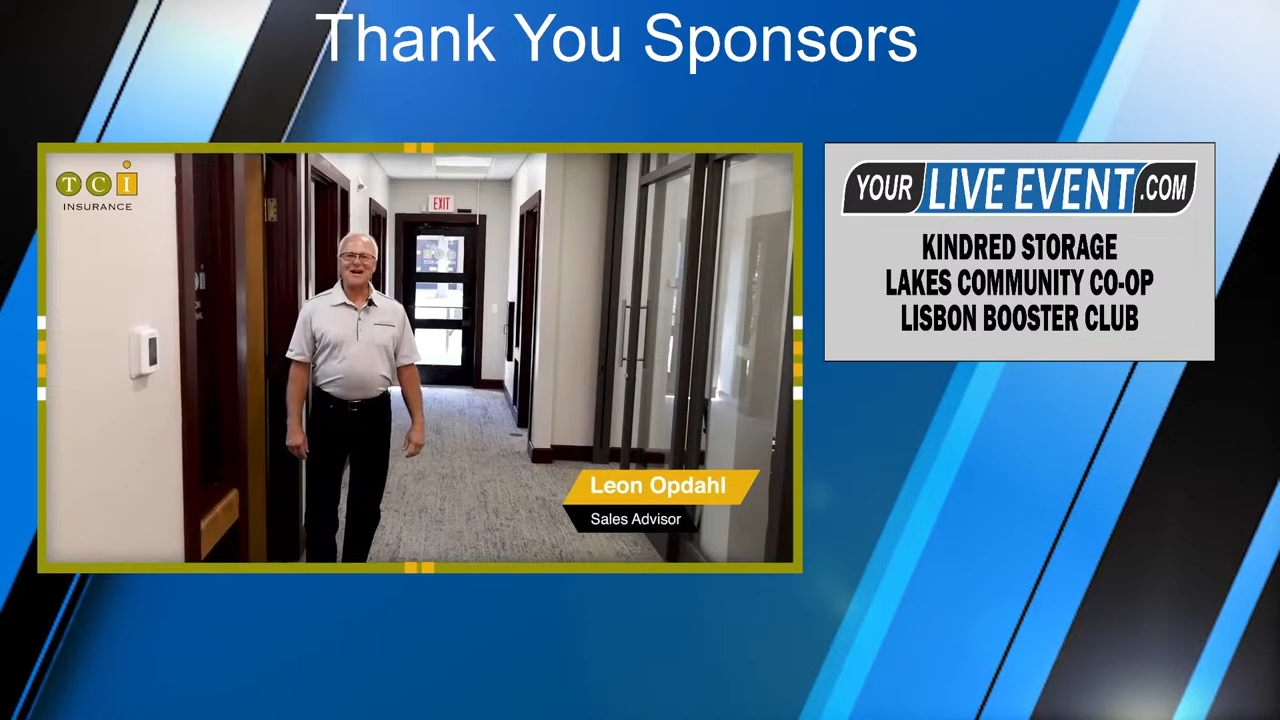 Thank You Sponsors
TCI
INSURANCE
EXIT
Leon Opdahl
Sales Advisor
YOUR LIVE EVENT .COM
KINDRED STORAGE
LAKES COMMUNITY CO-OP
LISBON BOOSTER CLUB